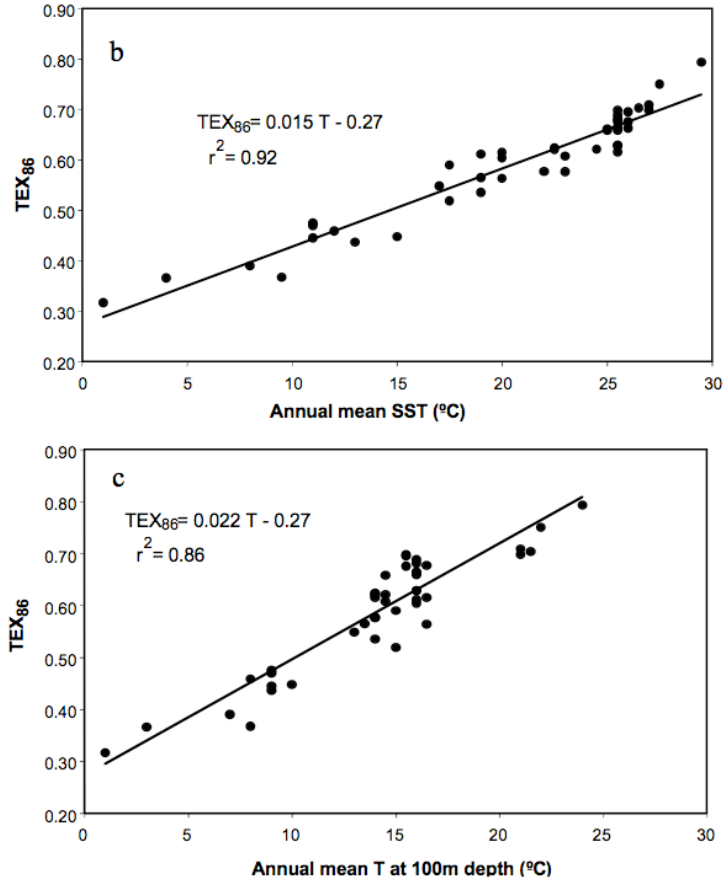 b
TEX86= 0.015 T - 0.27
r2= 0.92
TEX86
0.90
0.80
0.70
0.60
0.50
0.40
0.30
0.20
0 5 10 15 20 25 30
Annual mean SST (ºC)
c
TEX86= 0.022 T - 0.27
r2= 0.86
TEX86
0.90
0.80
0.70
0.60
0.50
0.40
0.30
0.20
0 5 10 15 20 25 30
Annual mean T at 100m depth (ºC)